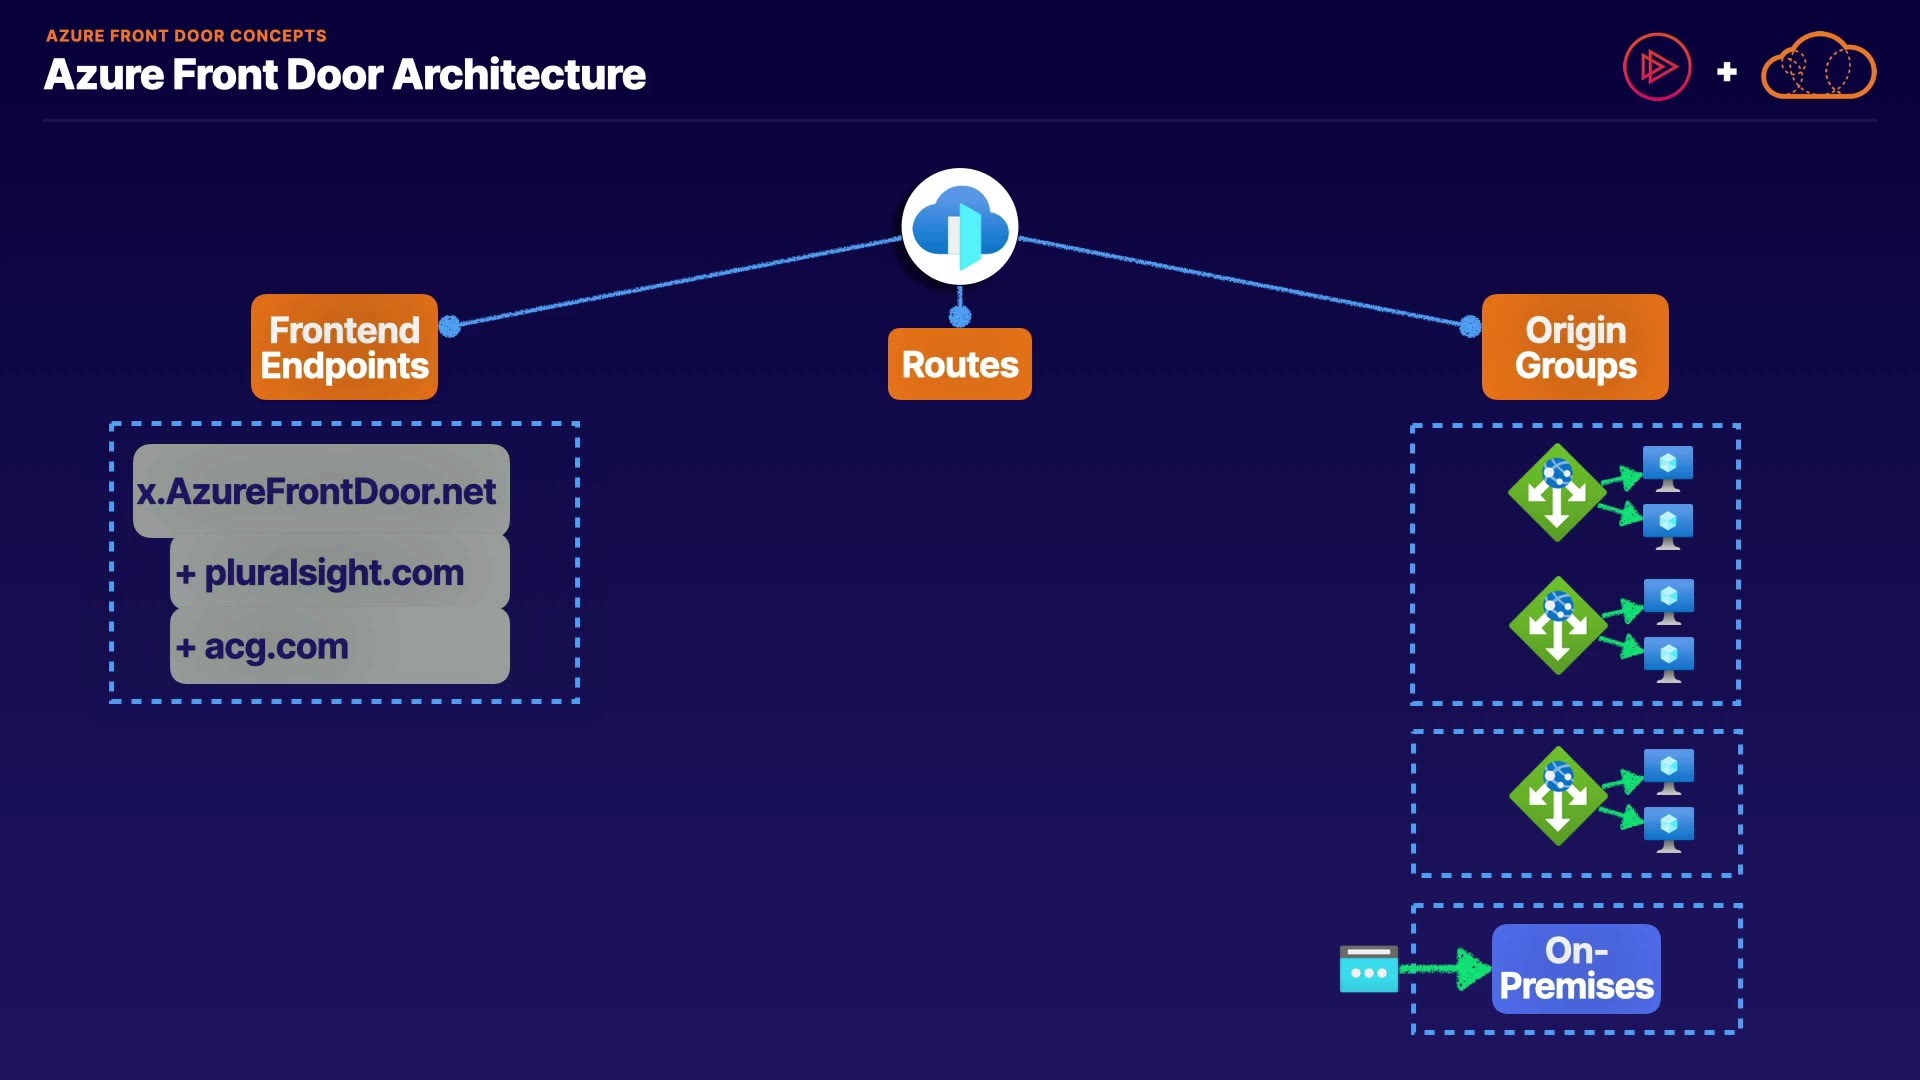 AZURE FRONT DOOR CONCEPTS
Azure Front Door Architecture
+
Frontend
Endpoints
Routes
Origin
Groups
x.AzureFrontDoor.net
+ pluralsight.com
+ acg.com
On-
Premises